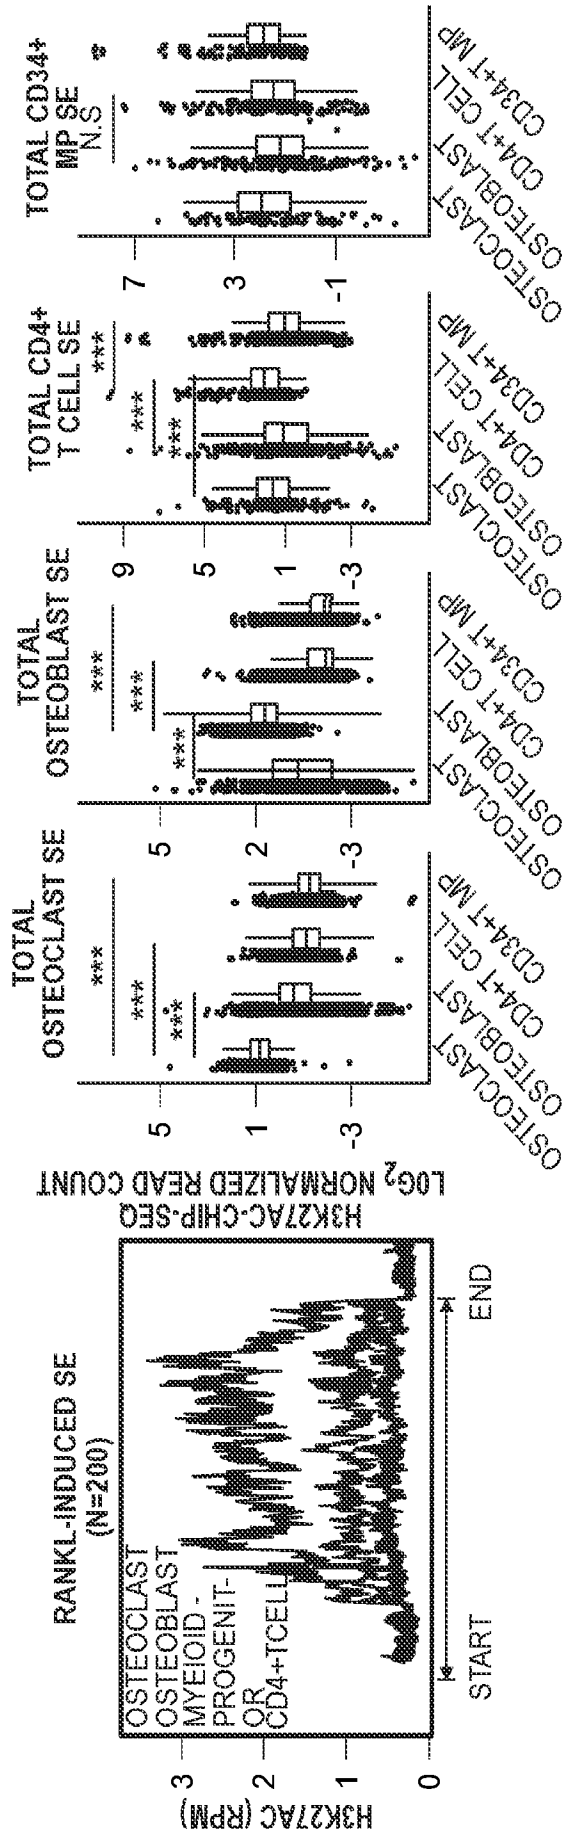 RANKL-INDUCED SE
(N=200)
H3K27AC (RPM)
3
2
1
0
OSTEOCLAST
OSTEOBLAST
MYEIOID -
PROGENIT-
OR
CD4+TCELL
START
END
H3K27AC-CHIP-SEQ
LOG2 NORMALIZED READ COUNT
TOTAL
OSTEOCLAST SE
5
1
-3
***
***
***
OSTEOCLAST
OSTEOBLAST
CD4+T CELL
CD34+T MP
TOTAL
OSTEOBLAST SE
5
2
-3
***
***
***
OSTEOCLAST
OSTEOBLAST
CD4+T CELL
CD34+T MP
TOTAL CD4+
T CELL SE
9
5
1
-3
***
***
***
OSTEOCLAST
OSTEOBLAST
CD4+T CELL
CD34+T MP
TOTAL CD34+
MP SE
N.S
7
3
-1
OSTEOCLAST
OSTEOBLAST
CD4+T CELL
CD34+T MP